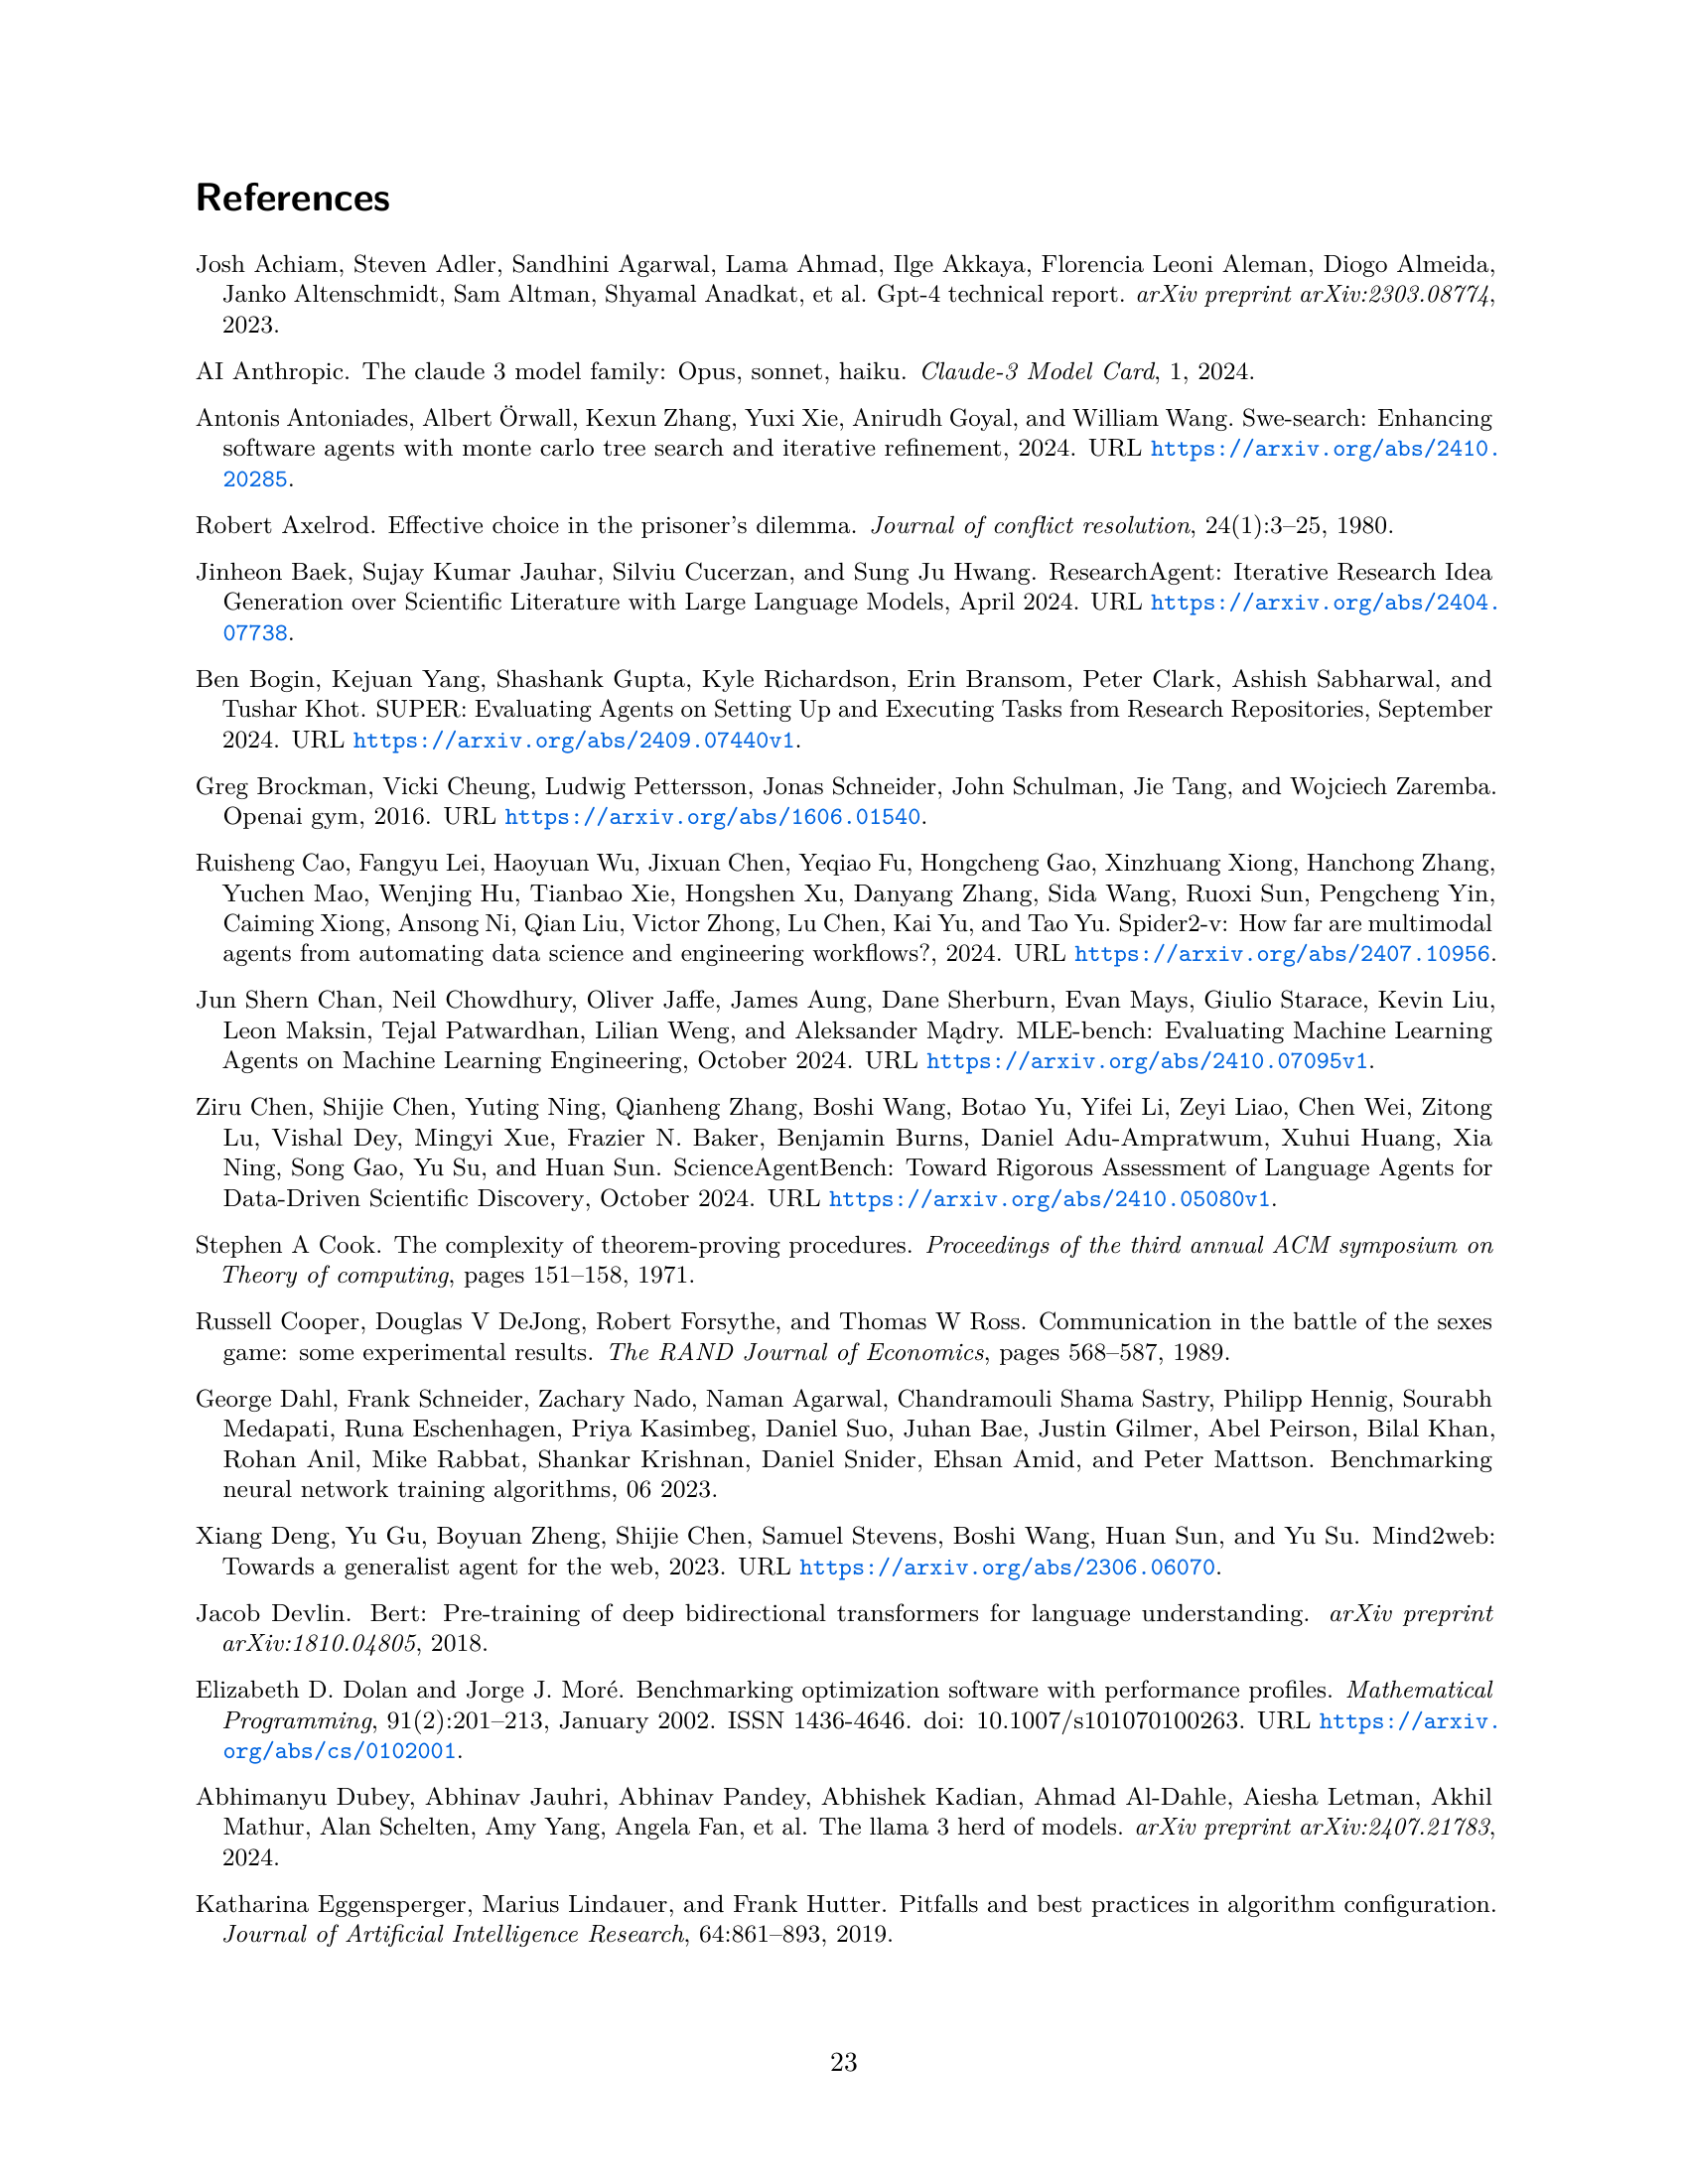 References
Josh Achiam, Steven Adler, Sandhini Agarwal, Lama Ahmad, Ilge Akkaya, Florencia Leoni Aleman, Diogo Almeida,
Janko Altenschmidt, Sam Altman, Shyamal Anadkat, et al. Gpt-4 technical report. arXiv preprint arXiv:2303.08774,
2023.
AI Anthropic. The claude 3 model family: Opus, sonnet, haiku. Claude-3 Model Card, 1, 2024.
Antonis Antoniades, Albert Örwall, Kexun Zhang, Yuxi Xie, Anirudh Goyal, and William Wang. Swe-search: Enhancing
software agents with monte carlo tree search and iterative refinement, 2024. URL https://arxiv.org/abs/2410.
20285.
Robert Axelrod. Effective choice in the prisoner's dilemma. Journal of conflict resolution, 24(1):3–25, 1980.
Jinheon Baek, Sujay Kumar Jauhar, Silviu Cucerzan, and Sung Ju Hwang. ResearchAgent: Iterative Research Idea
Generation over Scientific Literature with Large Language Models, April 2024. URL https://arxiv.org/abs/2404.
07738.
Ben Bogin, Kejuan Yang, Shashank Gupta, Kyle Richardson, Erin Bransom, Peter Clark, Ashish Sabharwal, and
Tushar Khot. SUPER: Evaluating Agents on Setting Up and Executing Tasks from Research Repositories, September
2024. URL https://arxiv.org/abs/2409.07440v1.
Greg Brockman, Vicki Cheung, Ludwig Pettersson, Jonas Schneider, John Schulman, Jie Tang, and Wojciech Zaremba.
Openai gym, 2016. URL https://arxiv.org/abs/1606.01540.
Ruisheng Cao, Fangyu Lei, Haoyuan Wu, Jixuan Chen, Yeqiao Fu, Hongcheng Gao, Xinzhuang Xiong, Hanchong Zhang,
Yuchen Mao, Wenjing Hu, Tianbao Xie, Hongshen Xu, Danyang Zhang, Sida Wang, Ruoxi Sun, Pengcheng Yin,
Caiming Xiong, Ansong Ni, Qian Liu, Victor Zhong, Lu Chen, Kai Yu, and Tao Yu. Spider2-v: How far are multimodal
agents from automating data science and engineering workflows?, 2024. URL https://arxiv.org/abs/2407.10956.
Jun Shern Chan, Neil Chowdhury, Oliver Jaffe, James Aung, Dane Sherburn, Evan Mays, Giulio Starace, Kevin Liu,
Leon Maksin, Tejal Patwardhan, Lilian Weng, and Aleksander Mądry. MLE-bench: Evaluating Machine Learning
Agents on Machine Learning Engineering, October 2024. URL https://arxiv.org/abs/2410.07095v1.
Ziru Chen, Shijie Chen, Yuting Ning, Qianheng Zhang, Boshi Wang, Botao Yu, Yifei Li, Zeyi Liao, Chen Wei, Zitong
Lu, Vishal Dey, Mingyi Xue, Frazier N. Baker, Benjamin Burns, Daniel Adu-Ampratwum, Xuhui Huang, Xia
Ning, Song Gao, Yu Su, and Huan Sun. ScienceAgentBench: Toward Rigorous Assessment of Language Agents for
Data-Driven Scientific Discovery, October 2024. URL https://arxiv.org/abs/2410.05080v1.
Stephen A Cook. The complexity of theorem-proving procedures. Proceedings of the third annual ACM symposium on
Theory of computing, pages 151–158, 1971.
Russell Cooper, Douglas V DeJong, Robert Forsythe, and Thomas W Ross. Communication in the battle of the sexes
game: some experimental results. The RAND Journal of Economics, pages 568–587, 1989.
George Dahl, Frank Schneider, Zachary Nado, Naman Agarwal, Chandramouli Shama Sastry, Philipp Hennig, Sourabh
Medapati, Runa Eschenhagen, Priya Kasimbeg, Daniel Suo, Juhan Bae, Justin Gilmer, Abel Peirson, Bilal Khan,
Rohan Anil, Mike Rabbat, Shankar Krishnan, Daniel Snider, Ehsan Amid, and Peter Mattson. Benchmarking
neural network training algorithms, 06 2023.
Xiang Deng, Yu Gu, Boyuan Zheng, Shijie Chen, Samuel Stevens, Boshi Wang, Huan Sun, and Yu Su. Mind2web:
Towards a generalist agent for the web, 2023. URL https://arxiv.org/abs/2306.06070.
Jacob Devlin. Bert: Pre-training of deep bidirectional transformers for language understanding. arXiv preprint
arXiv:1810.04805, 2018.
Elizabeth D. Dolan and Jorge J. Moré. Benchmarking optimization software with performance profiles. Mathematical
Programming, 91(2):201–213, January 2002. ISSN 1436-4646. doi: 10.1007/s101070100263. URL https://arxiv.
org/abs/cs/0102001.
Abhimanyu Dubey, Abhinav Jauhri, Abhinav Pandey, Abhishek Kadian, Ahmad Al-Dahle, Aiesha Letman, Akhil
Mathur, Alan Schelten, Amy Yang, Angela Fan, et al. The llama 3 herd of models. arXiv preprint arXiv:2407.21783,
2024.
Katharina Eggensperger, Marius Lindauer, and Frank Hutter. Pitfalls and best practices in algorithm configuration.
Journal of Artificial Intelligence Research, 64:861–893, 2019.
23